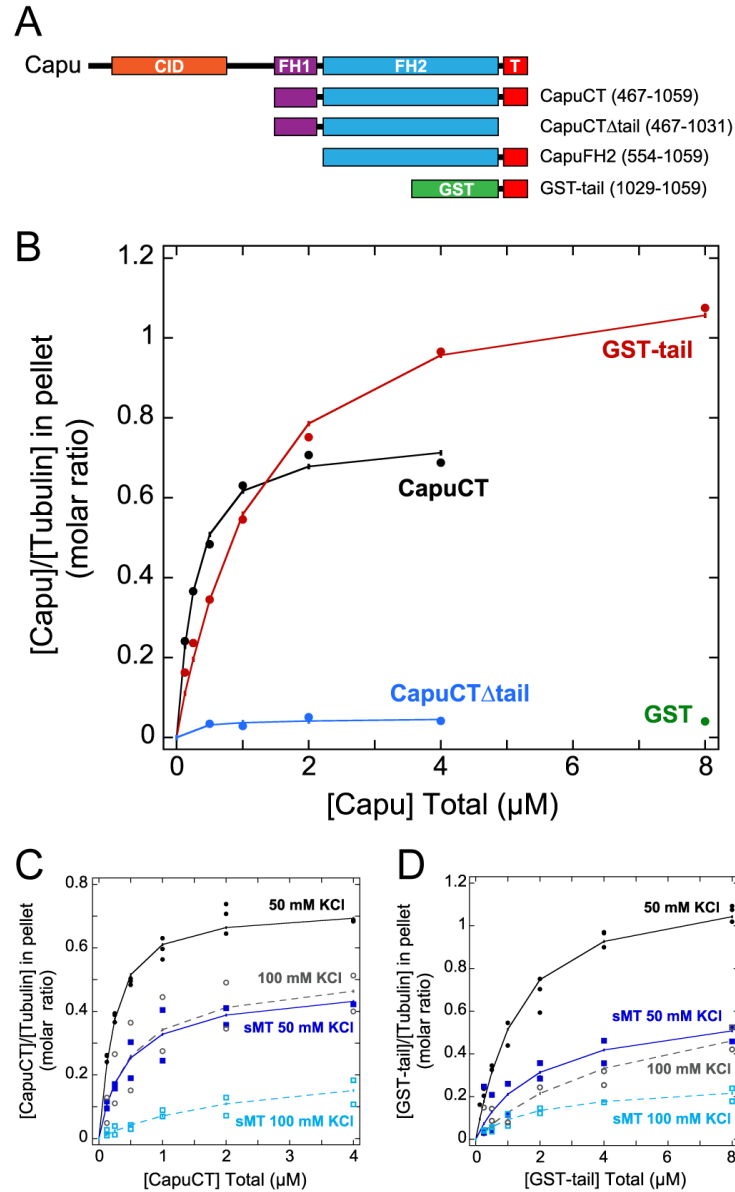 A
Capu
CID
FH1
FH2
T
CapuCT (467-1059)
CapuCTΔtail (467-1031)
CapuFH2 (554-1059)
GST
GST-tail (1029-1059)
B
1.2
1
0.8
0.6
0.4
0.2
0
[Capu]/[Tubulin] in pellet
(molar ratio)
GST-tail
CapuCT
CapuCTΔtail
GST
0
2
4
6
8
[Capu] Total (µM)
C
0.8
0.6
0.4
0.2
0
[CapuCT]/[Tubulin] in pellet
(molar ratio)
50 mM KCl
100 mM KCl
sMT 50 mM KCl
sMT 100 mM KCl
0
1
2
3
4
[CapuCT] Total (µM)
D
1.2
1
0.8
0.6
0.4
0.2
0
[GST-tail]/[Tubulin] in pellet
(molar ratio)
50 mM KCl
sMT 50 mM KCl
100 mM KCl
sMT 100 mM KCl
0
2
4
6
8
[GST-tail] Total (µM)